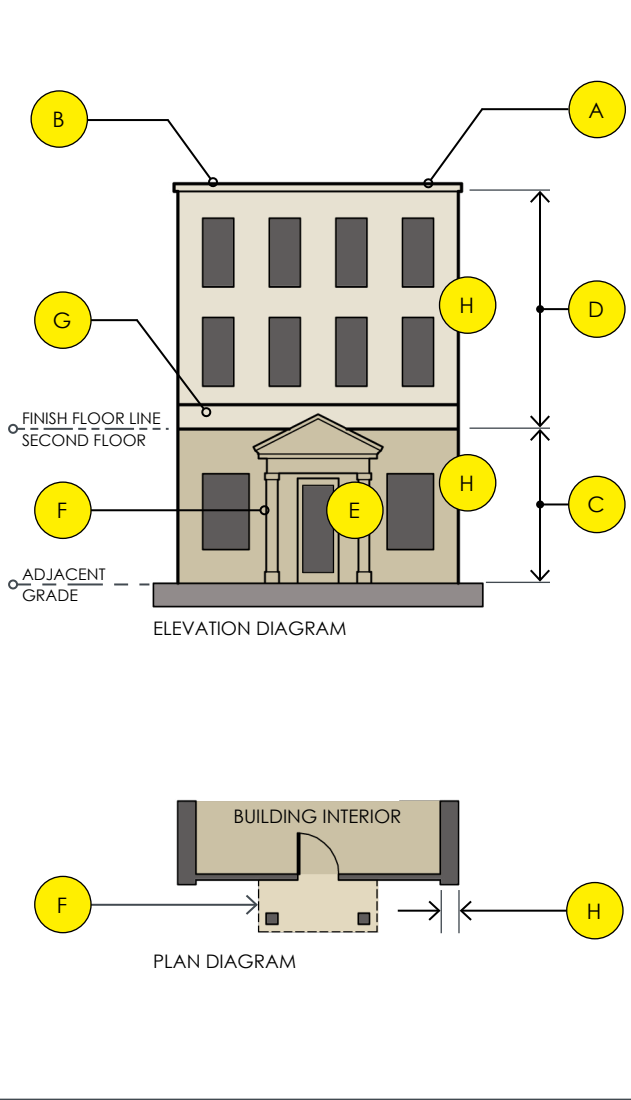 B
A
H
G
D
FINISH FLOOR LINE
SECOND FLOOR
H
F
E
C
ADJACENT
GRADE
ELEVATION DIAGRAM
BUILDING INTERIOR
F
H
PLAN DIAGRAM